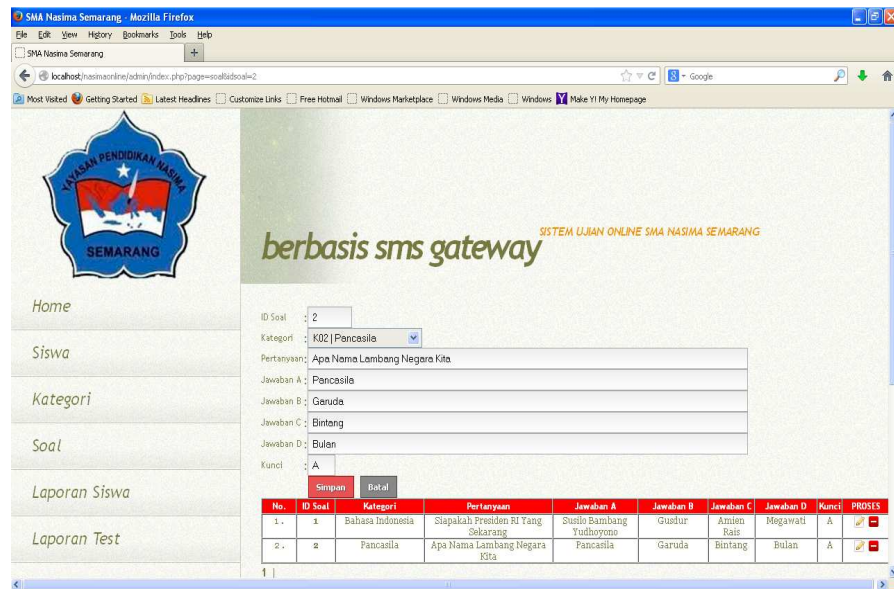 SMA Nasima Semarang - Mozilla Firefox
File Edit View History Bookmarks Tools Help
SMA Nasima Semarang
localhost/nasimaonline/admin/index.php?page=soal&idsoal=2
Google
Most Visited Getting Started Latest Headlines Customize Links Free Hotmail Windows Marketplace Windows Media Windows Make Y! My Homepage
YAYASAN PENDIDIKAN NASIMA
SEMARANG
SISTEM UJIAN ONLINE SMA NASIMA SEMARANG
berbasis sms gateway
Home
Siswa
Kategori
Soal
Laporan Siswa
Laporan Test
ID Soal : 2
Kategori : K02 | Pancasila
Pertanyaan : Apa Nama Lambang Negara Kita
Jawaban A : Pancasila
Jawaban B : Garuda
Jawaban C : Bintang
Jawaban D : Bulan
Kunci : A
Simpan Batal
No. ID Soal Kategori Pertanyaan Jawaban A Jawaban B Jawaban C Jawaban D Kunci PROSES
1. 1 Bahasa Indonesia Siapakah Presiden RI Yang Sekarang Susilo Bambang Yudhoyono Gusdur Amien Rais Megawati A
2. 2 Pancasila Apa Nama Lambang Negara Kita Pancasila Garuda Bintang Bulan A
1 |